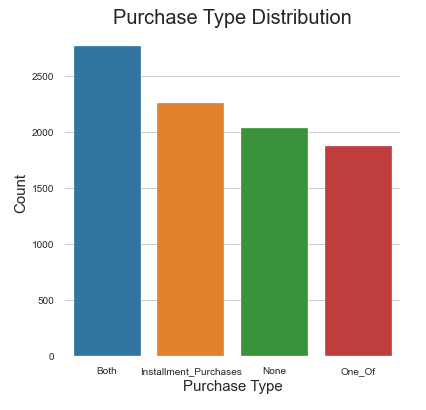 Purchase Type Distribution
2500
2000
1500
1000
500
0
Count
Both
Installment_Purchases
None
One_Of
Purchase Type